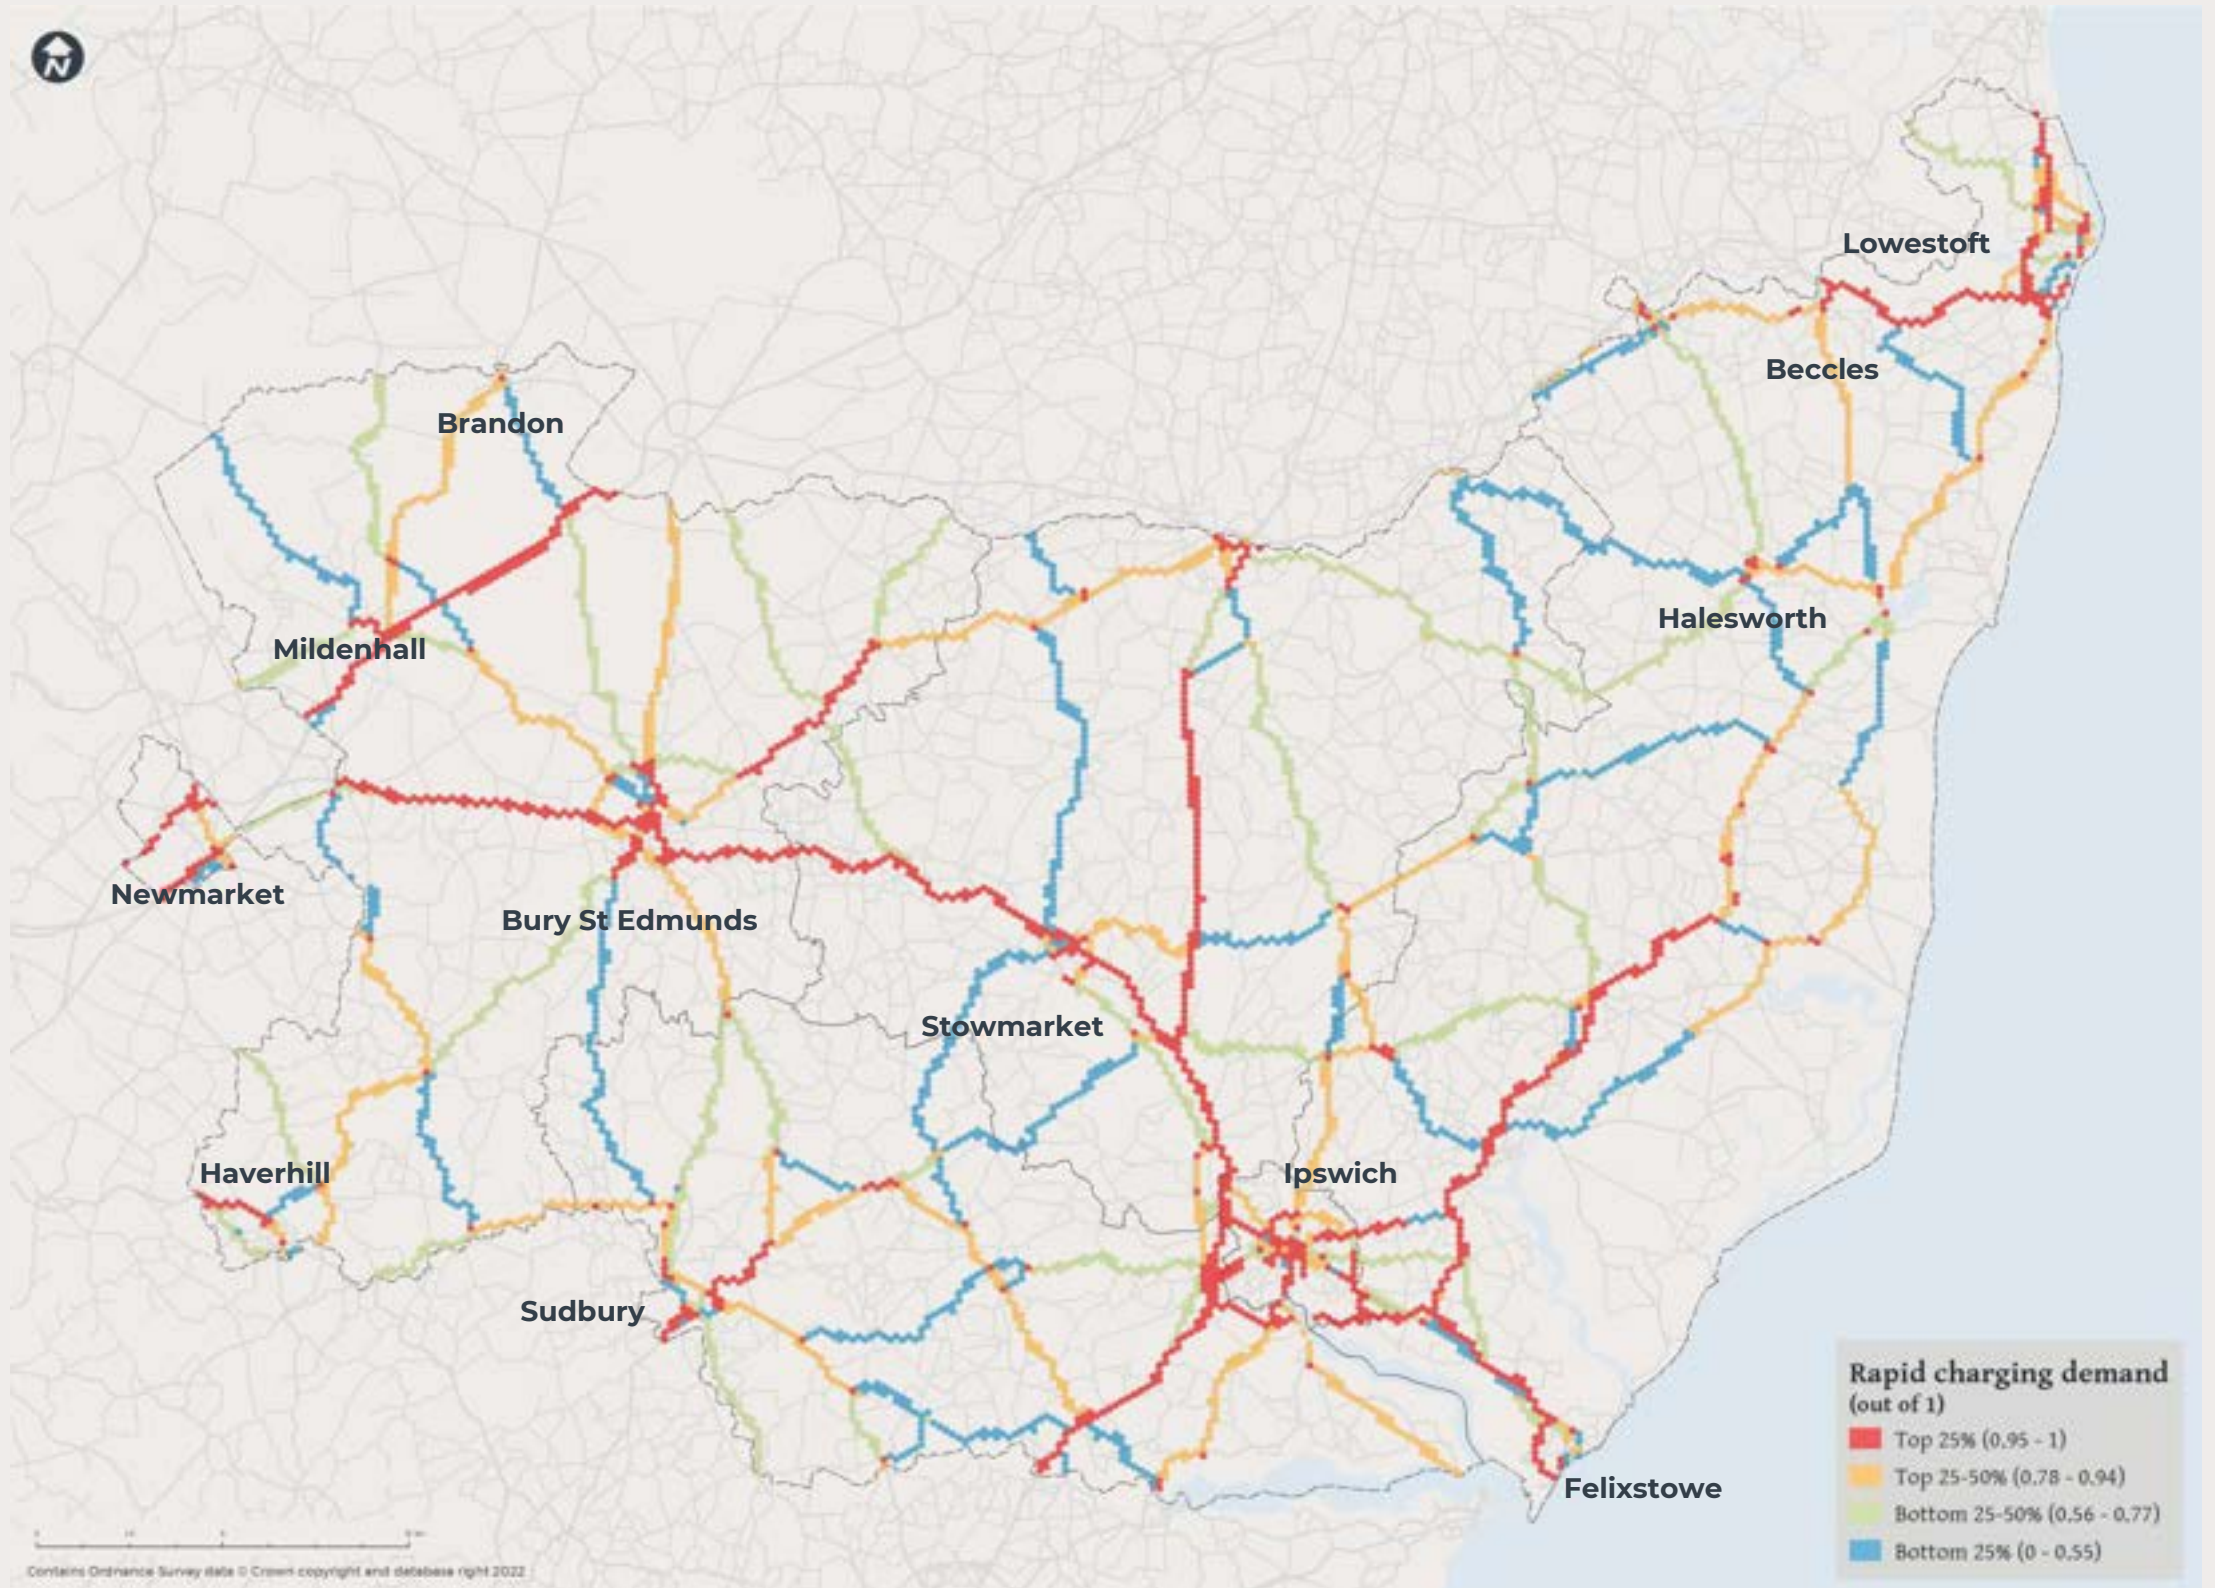 N
Lowestoft
Beccles
Brandon
Halesworth
Mildenhall
Newmarket
Bury St Edmunds
Stowmarket
Haverhill
Ipswich
Sudbury
Felixstowe
Rapid charging demand
(out of 1)
Top 25% (0.95 - 1)
Top 25-50% (0.78 - 0.94)
Bottom 25-50% (0.56 - 0.77)
Bottom 25% (0 - 0.55)
Contains Ordnance Survey data © Crown copyright and database right 2022